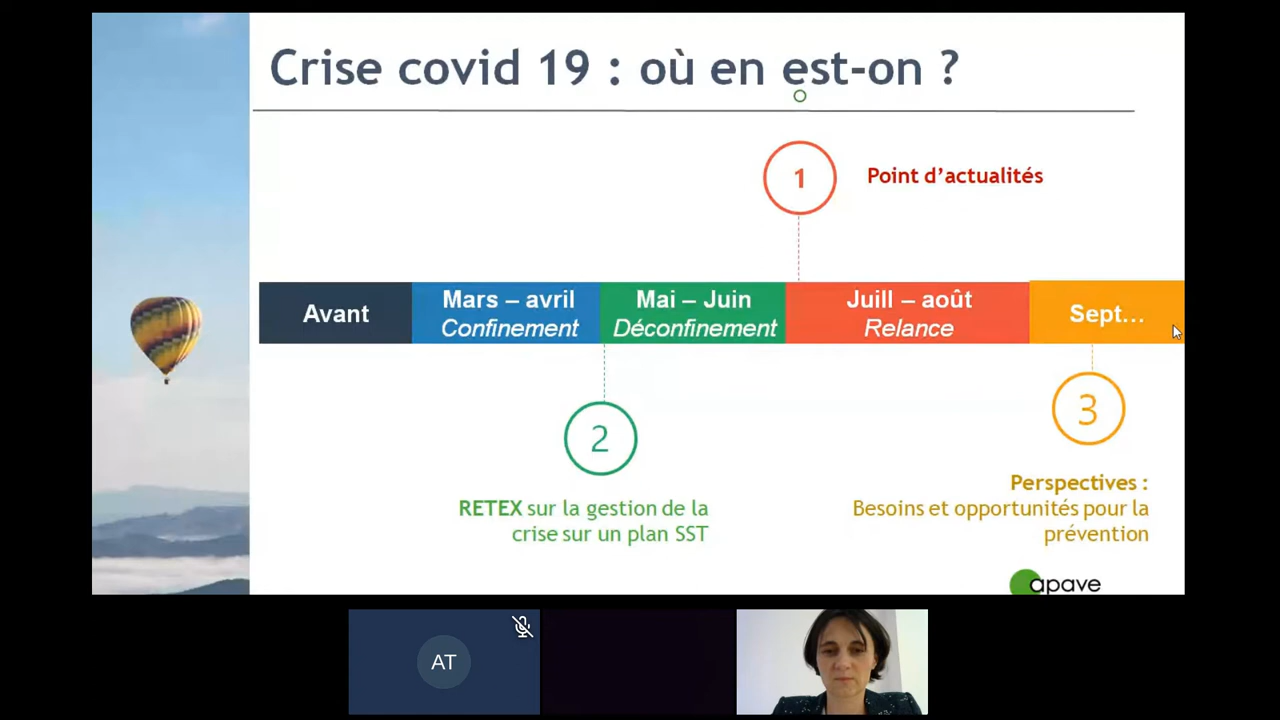 Crise covid 19 : où en est-on ?
1
Point d’actualités
Avant
Mars – avril
Confinement
Mai – Juin
Déconfinement
Juill – août
Relance
Sept...
2
3
RETEX sur la gestion de la
crise sur un plan SST
Perspectives :
Besoins et opportunités pour la
prévention
apave
AT